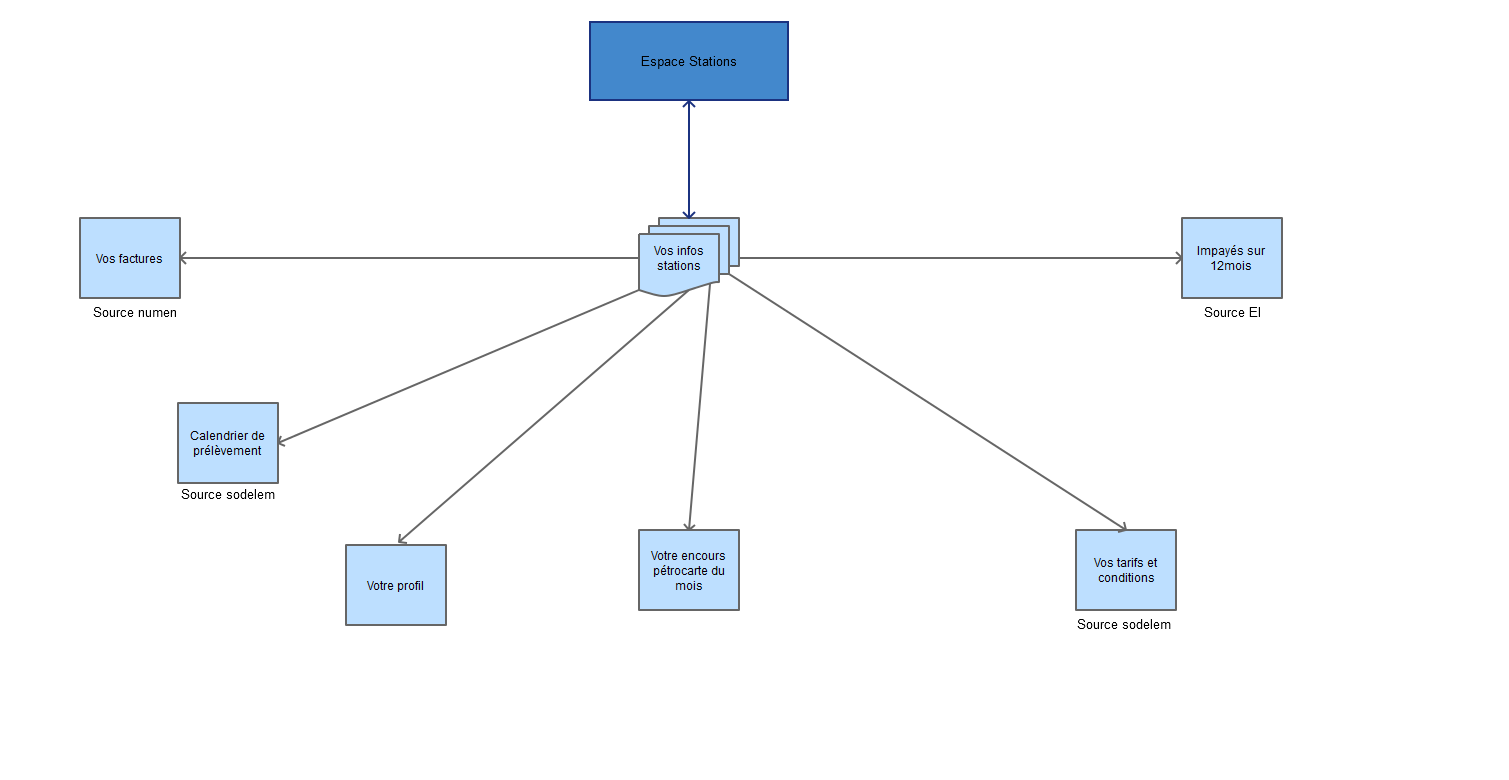 Espace Stations
Vos factures
Source numen
Vos infos
stations
Impayés sur
12mois
Source EI
Calendrier de
prélèvement
Source sodelem
Votre profil
Votre encours
pétrocarte du
mois
Vos tarifs et
conditions
Source sodelem